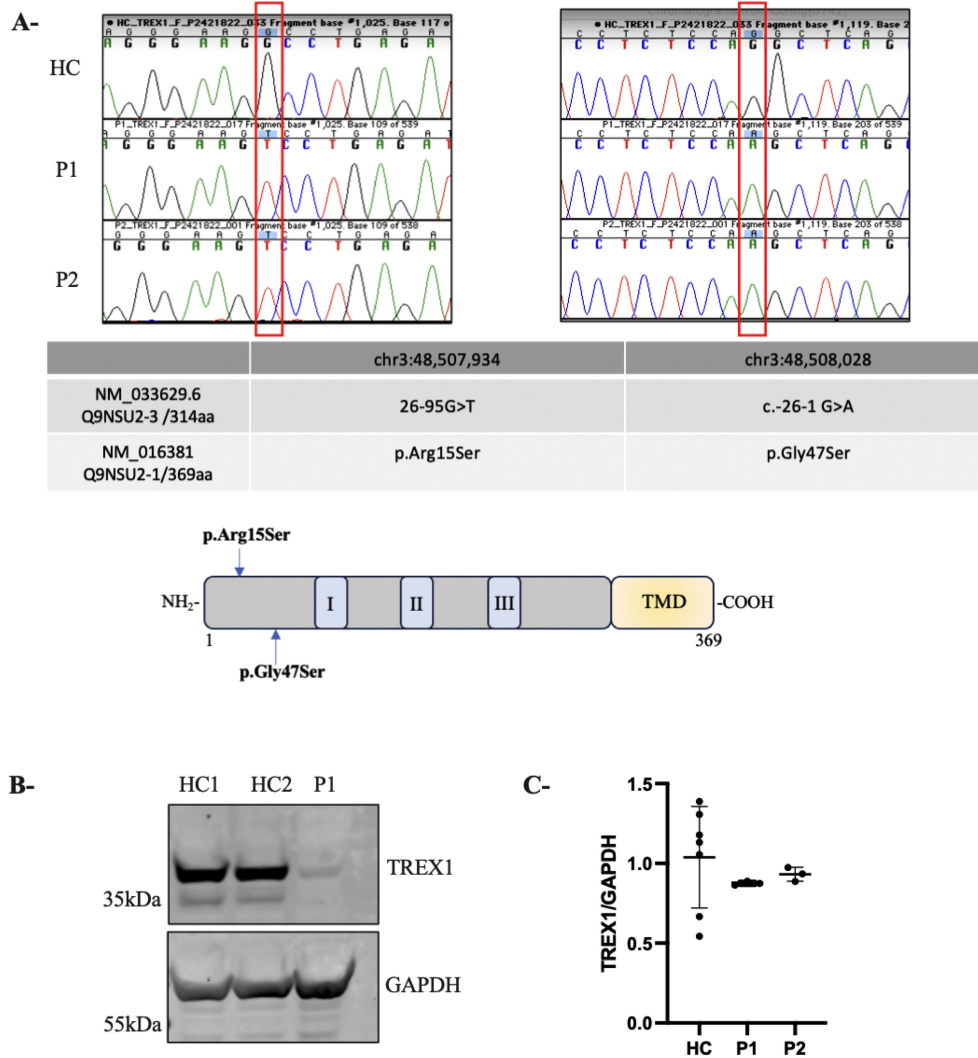 A-
HC
P1
P2
HC_TREX1_F_P2421822_033 Fragment base #1,025. Base 117 o
A G G G A A G G C C T G A G A
A G G G A A G G C C T G A G A
P1_TREX1_F_P2421822_017 Fragment base #1,025. Base 109 of 539
A G G G A A G T C C T G A G A T
A G G G A A G T C C T G A G A T
P2_TREX1_F_P2421822_001 Fragment base #1,025. Base 109 of 538
G G G G A A G T C C T G A G A
G G G A A G T C C T G A G A
HC_TREX1_F_P2421822_033 Fragment base #1,119. Base 2
C C T C T C C A G G C T C A G
C C T C T C C A G G C T C A G
P1_TREX1_F_P2421822_017 Fragment base #1,119. Base 203 of 539
C C T C T C C A A G C T C A G
C C T C T C C A A G C T C A G
P2_TREX1_F_P2421822_001 Fragment base #1,119. Base 203 of 538
C C T C T C C A A G C T C A G
C C T C T C C A A G C T C A G
chr3:48,507,934 chr3:48,508,028
NM_033629.6
Q9NSU2-3 /314aa
26-95G>T
c.-26-1 G>A
NM_016381
Q9NSU2-1/369aa
p.Arg15Ser
p.Gly47Ser
p.Arg15Ser
NH2- I II III TMD -COOH
1 369
p.Gly47Ser
B-
HC1 HC2 P1
TREX1
35kDa
GAPDH
55kDa
C-
TREX1/GAPDH
1.5
1.0
0.5
0.0
HC P1 P2